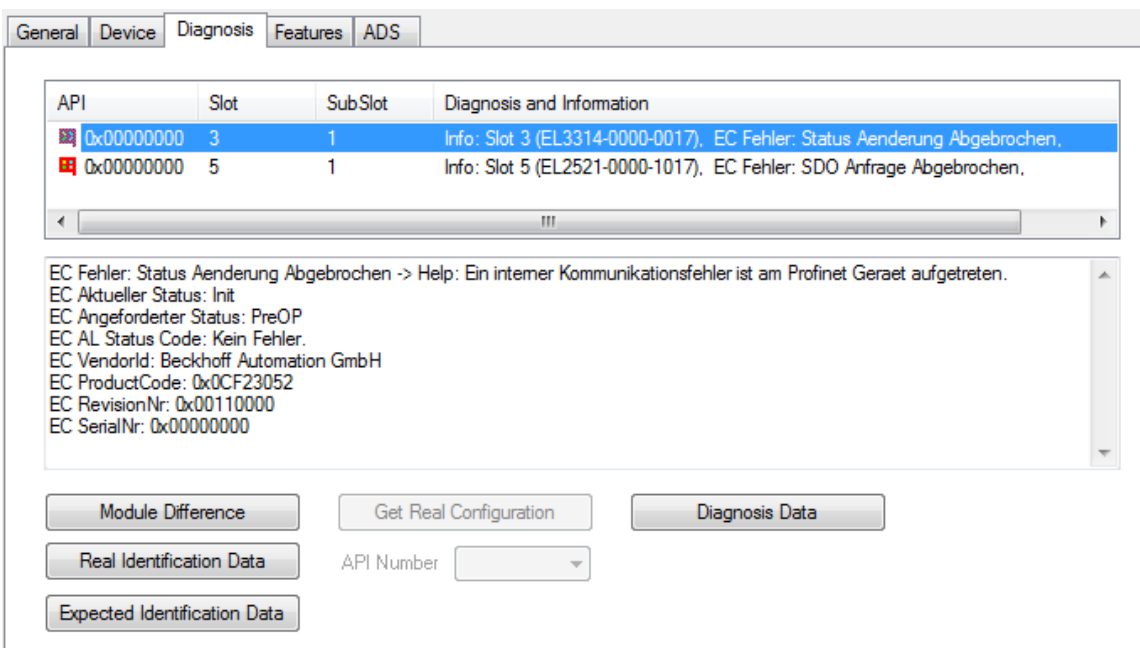 General Device Diagnosis Features ADS
API Slot SubSlot Diagnosis and Information
0x00000000 3 1 Info: Slot 3 (EL3314-0000-0017), EC Fehler: Status Aenderung Abgebrochen,
0x00000000 5 1 Info: Slot 5 (EL2521-0000-1017), EC Fehler: SDO Anfrage Abgebrochen,
EC Fehler: Status Aenderung Abgebrochen -> Help: Ein interner Kommunikationsfehler ist am Profinet Geraet aufgetreten.
EC Aktueller Status: Init
EC Angeforderter Status: PreOP
EC AL Status Code: Kein Fehler.
EC VendorId: Beckhoff Automation GmbH
EC ProductCode: 0x0CF23052
EC RevisionNr: 0x00110000
EC SerialNr: 0x00000000
Module Difference Get Real Configuration Diagnosis Data
Real Identification Data API Number
Expected Identification Data